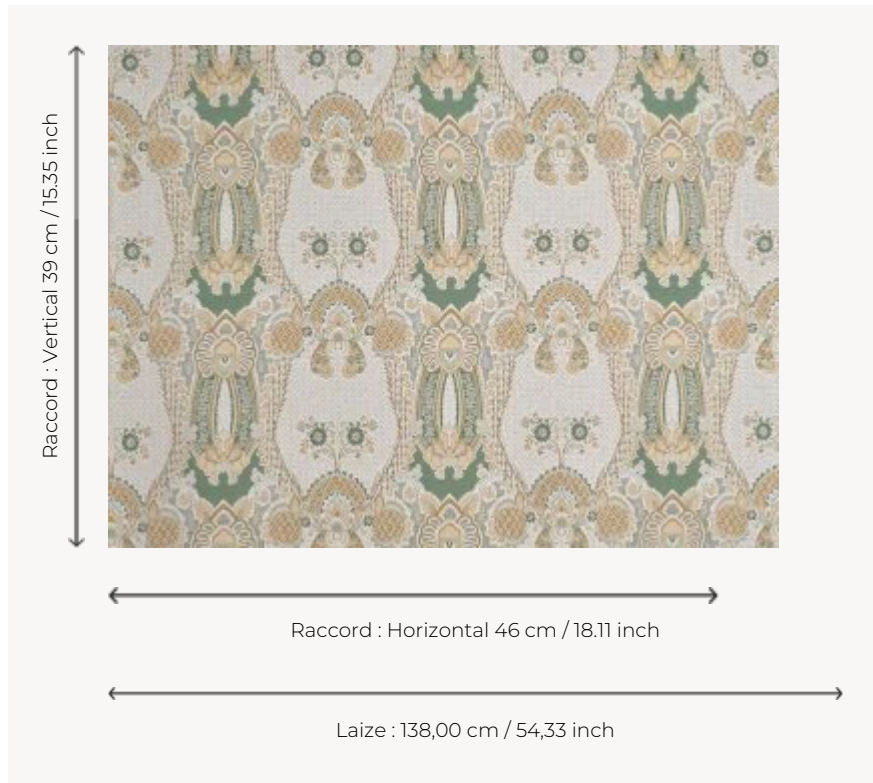 Raccord : Vertical 39 cm / 15.35 inch
Raccord : Horizontal 46 cm / 18.11 inch
Laize : 138,00 cm / 54,33 inch